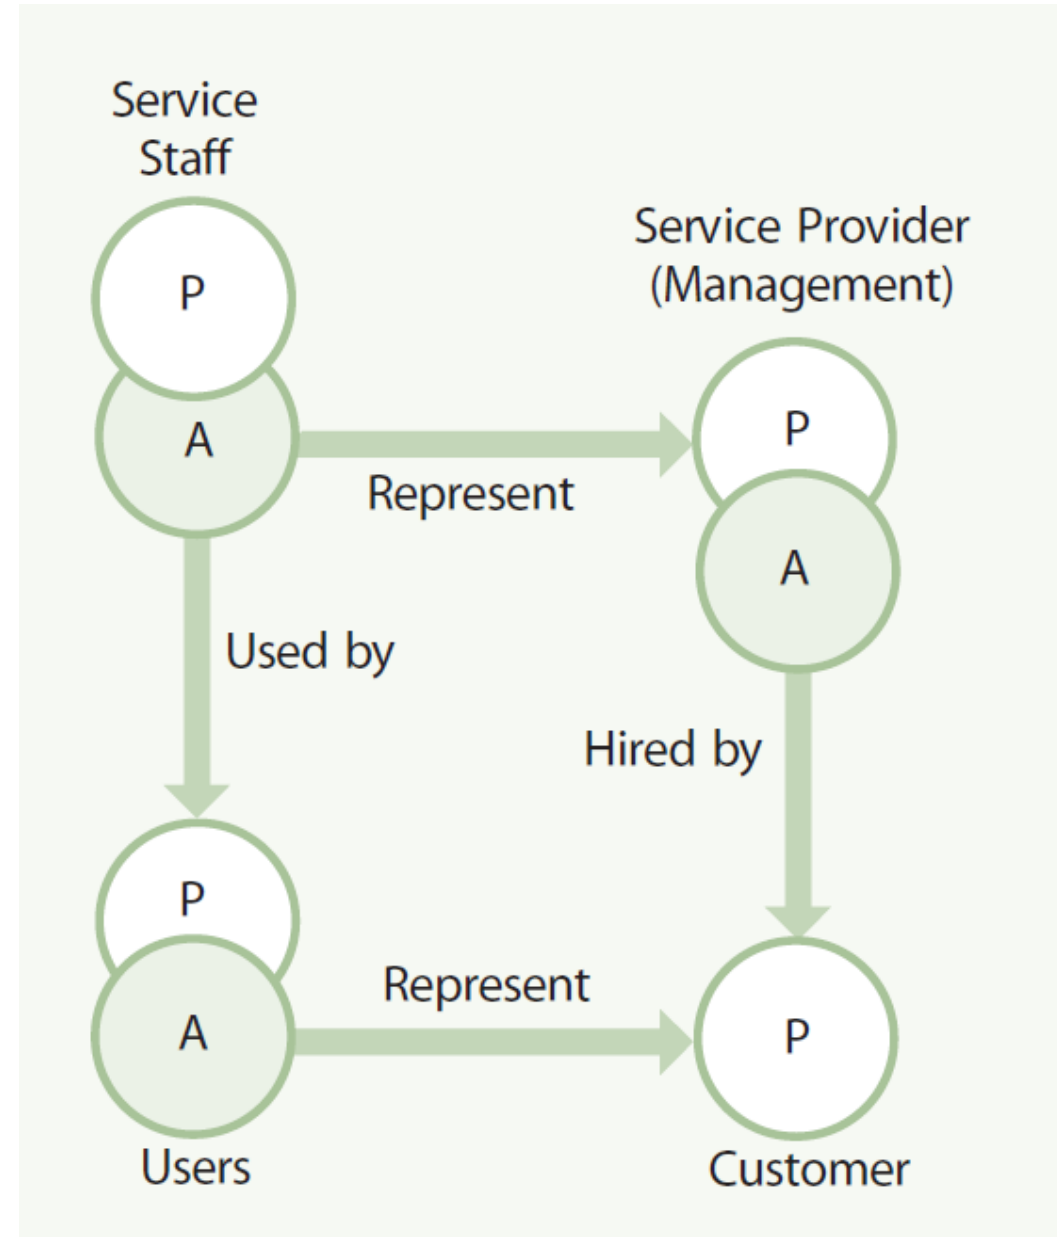 Service
Staff
P
A
Represent
Service Provider
(Management)
P
A
Used by
Hired by
P
A
Users
Represent
P
Customer